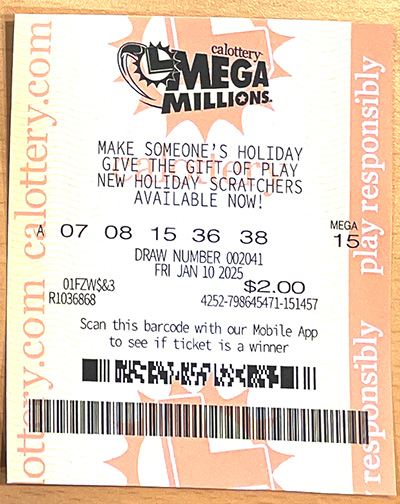 calottery
MEGA
MILLIONS
MAKE SOMEONE'S HOLIDAY
GIVE THE GIFT OF PLAY
NEW HOLIDAY SCRATCHERS
AVAILABLE NOW!
MEGA
A 07 08 15 36 38 15
DRAW NUMBER 002041
FRI JAN 10 2025
01FZW$&3 $2.00
R1036868 4252-798645471-151457
Scan this barcode with our Mobile App
to see if ticket is a winner
calottery.com
ottery.com
play responsibly
responsibly
calottery